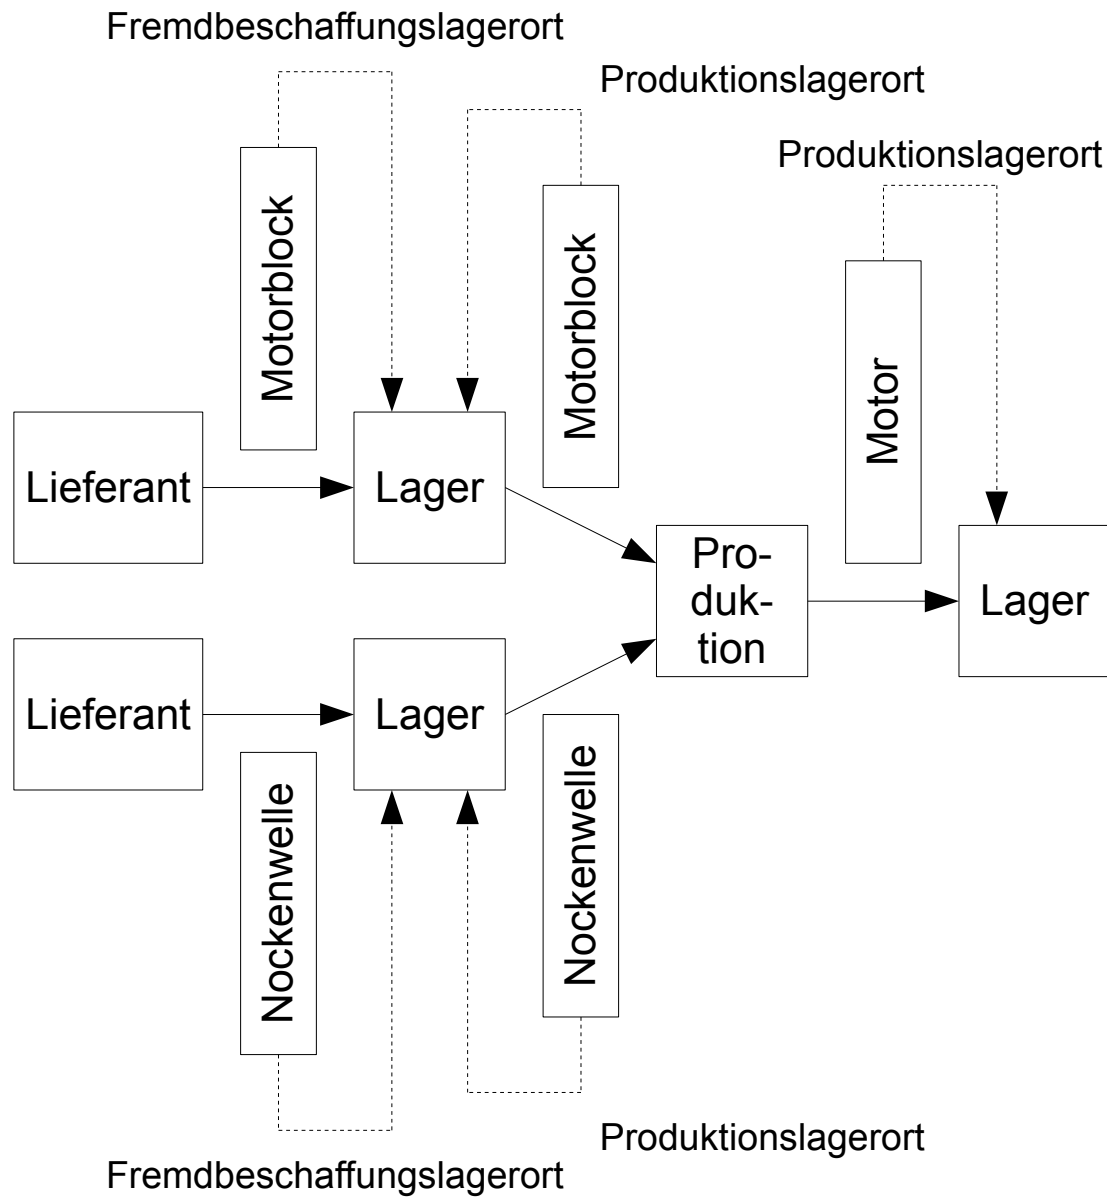 Fremdbeschaffungslagerort
Produktionslagerort
Produktionslagerort
Motorblock
Motorblock
Motor
Lieferant
Lager
Pro-
duk-
tion
Lager
Lieferant
Lager
Nockenwelle
Nockenwelle
Produktionslagerort
Fremdbeschaffungslagerort